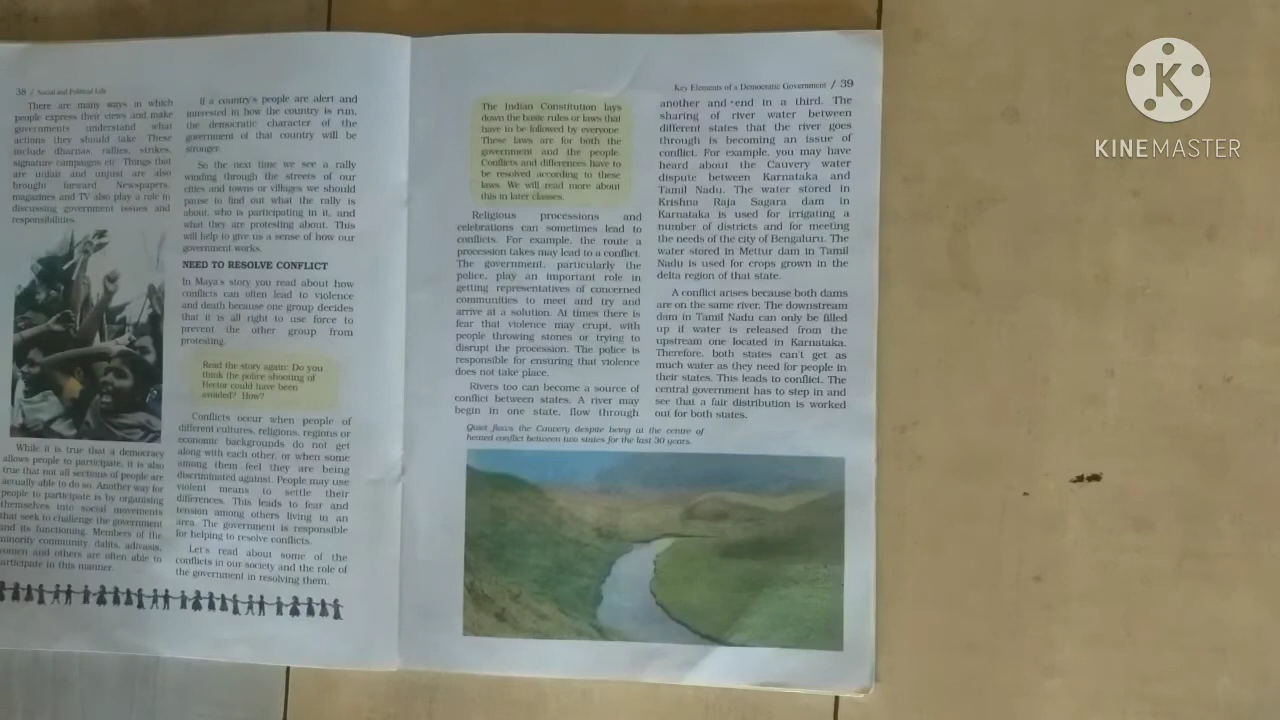 38 / Social and Political Life
There are many ways in which
people express their views and make
governments understand what
actions they should take. These
include dharnas, rallies, strikes,
signature campaigns etc. Things that
are unfair and unjust are also
brought forward. Newspapers,
magazines and TV also play a role in
discussing government issues and
responsibilities.
While it is true that a democracy
allows people to participate, it is also
true that not all sections of people are
actually able to do so. Another way for
people to participate is by organising
themselves into social movements
that seek to challenge the government
and its functioning. Members of the
minority community, dalits, adivasis,
women and others are often able to
participate in this manner.
If a country's people are alert and
interested in how the country is run,
the democratic character of the
government of that country will be
stronger.
So the next time we see a rally
winding through the streets of our
cities and towns or villages we should
pause to find out what the rally is
about, who is participating in it, and
what they are protesting about. This
will help to give us a sense of how our
government works.
NEED TO RESOLVE CONFLICT
In Maya's story you read about how
conflicts can often lead to violence
and death because one group decides
that it is all right to use force to
prevent the other group from
protesting.
Read the story again: Do you
think the police shooting of
Hector could have been
avoided? How?
Conflicts occur when people of
different cultures, religions, regions or
economic backgrounds do not get
along with each other, or when some
among them feel they are being
discriminated against. People may use
violent means to settle their
differences. This leads to fear and
tension among others living in an
area. The government is responsible
for helping to resolve conflicts.
Let's read about some of the
conflicts in our society and the role of
the government in resolving them.
Key Elements of a Democratic Government / 39
The Indian Constitution lays
down the basic rules or laws that
have to be followed by everyone.
These laws are for both the
government and the people.
Conflicts and differences have to
be resolved according to these
laws. We will read more about
this in later classes.
Religious processions and
celebrations can sometimes lead to
conflicts. For example, the route a
procession takes may lead to a conflict.
The government, particularly the
police, play an important role in
getting representatives of concerned
communities to meet and try and
arrive at a solution. At times there is
fear that violence may erupt, with
people throwing stones or trying to
disrupt the procession. The police is
responsible for ensuring that violence
does not take place.
Rivers too can become a source of
conflict between states. A river may
begin in one state, flow through
another and end in a third. The
sharing of river water between
different states that the river goes
through is becoming an issue of
conflict. For example, you may have
heard about the Cauvery water
dispute between Karnataka and
Tamil Nadu. The water stored in
Krishna Raja Sagara dam in
Karnataka is used for irrigating a
number of districts and for meeting
the needs of the city of Bengaluru. The
water stored in Mettur dam in Tamil
Nadu is used for crops grown in the
delta region of that state.
A conflict arises because both dams
are on the same river. The downstream
dam in Tamil Nadu can only be filled
up if water is released from the
upstream one located in Karnataka.
Therefore, both states can't get as
much water as they need for people in
their states. This leads to conflict. The
central government has to step in and
see that a fair distribution is worked
out for both states.
Quiet flows the Cauvery despite being at the centre of
heated conflict between two states for the last 30 years.
K
KINEMASTER